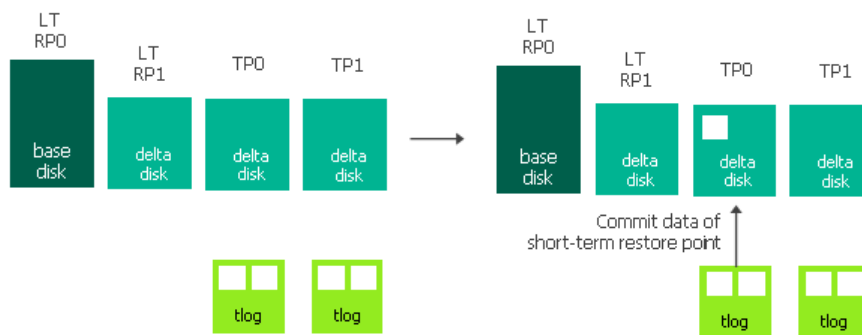 LT
RP0
LT
RP1
TP0
TP1
base
disk
delta
disk
delta
disk
delta
disk
tlog
tlog
LT
RP0
LT
RP1
TP0
TP1
base
disk
delta
disk
delta
disk
delta
disk
Commit data of
short-term restore point
tlog
tlog